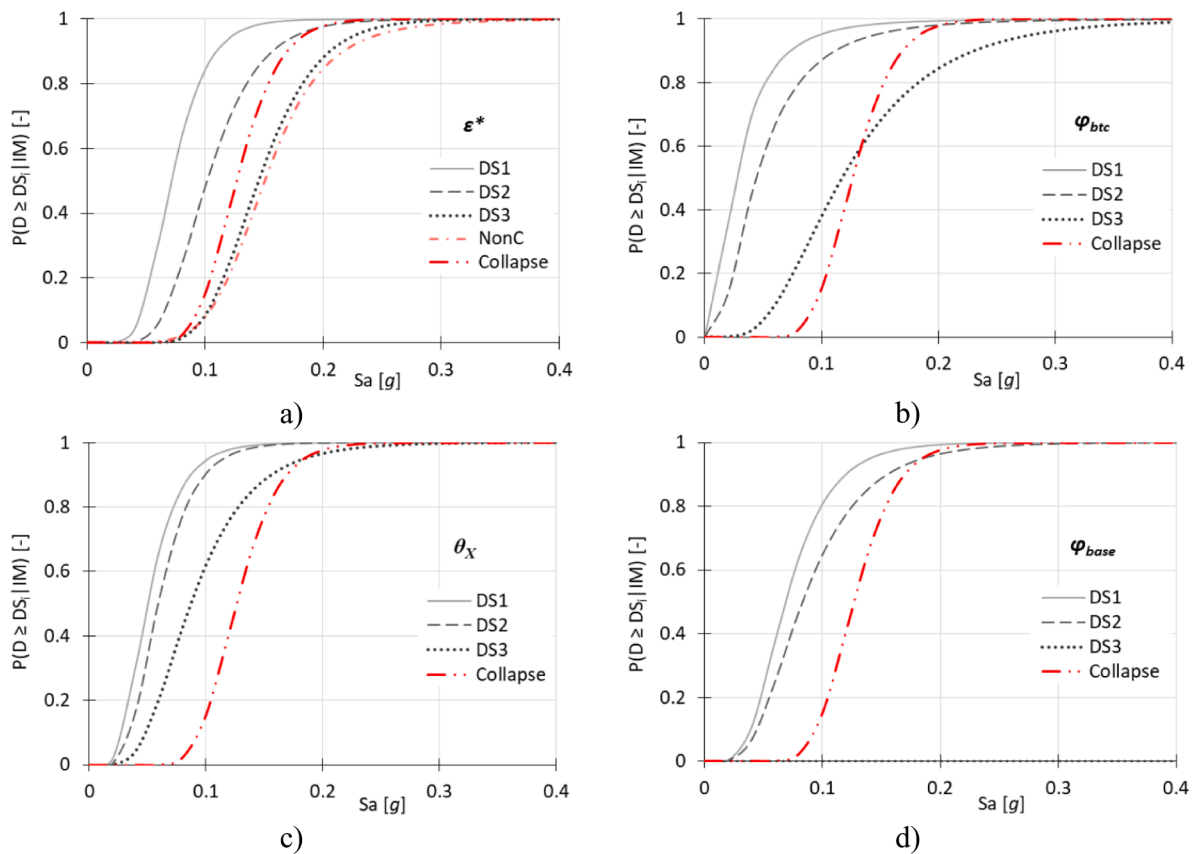 P(D ≥ DSᵢ|IM) [-]
1
0.8
0.6
0.4
0.2
0
ε*
DS1
DS2
DS3
NonC
Collapse
0 0.1 0.2 0.3 0.4
Sa [g]
a)
P(D ≥ DSᵢ|IM) [-]
1
0.8
0.6
0.4
0.2
0
φbtc
DS1
DS2
DS3
Collapse
0 0.1 0.2 0.3 0.4
Sa [g]
b)
P(D ≥ DSᵢ|IM) [-]
1
0.8
0.6
0.4
0.2
0
θX
DS1
DS2
DS3
Collapse
0 0.1 0.2 0.3 0.4
Sa [g]
c)
P(D ≥ DSᵢ|IM) [-]
1
0.8
0.6
0.4
0.2
0
φbase
DS1
DS2
DS3
Collapse
0 0.1 0.2 0.3 0.4
Sa [g]
d)